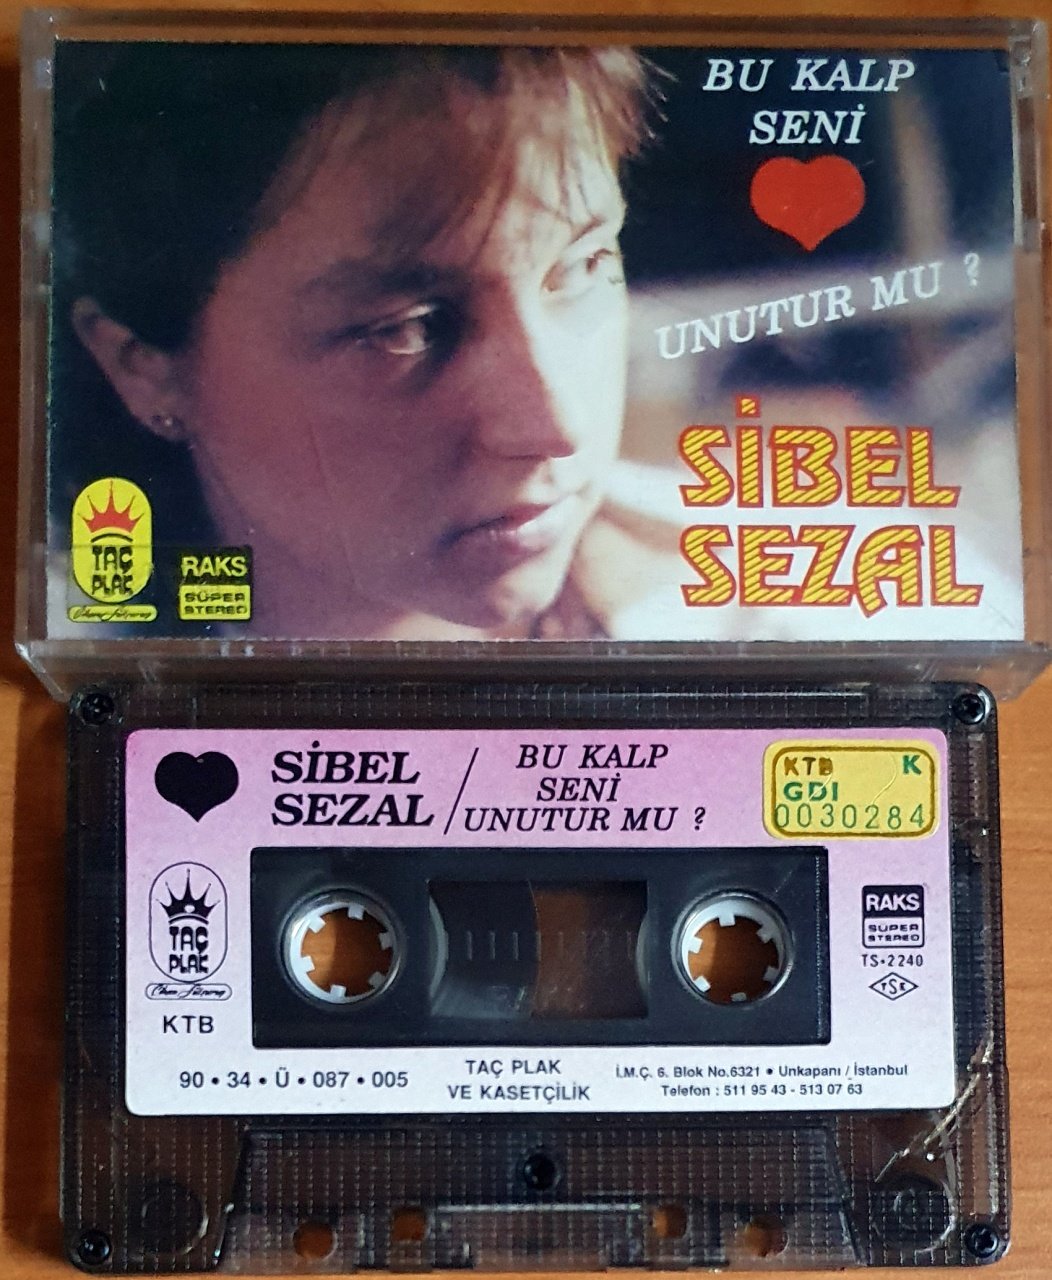 BU KALP
SENİ
UNUTUR MU ?
SİBEL
SEZAL
TAÇ
PLAK
RAKS
SÜPER
STEREO
SİBEL
SEZAL
BU KALP
SENİ
UNUTUR MU ?
KTB K
GDI
0030284
TAÇ
PLAK
KTB
RAKS
SÜPER
STEREO
TS•2240
TSE
90 • 34 • Ü • 087 • 005
TAÇ PLAK
VE KASETÇİLİK
İ.M.Ç. 6. Blok No.6321 • Unkapanı / İstanbul
Telefon : 511 95 43 - 513 07 63